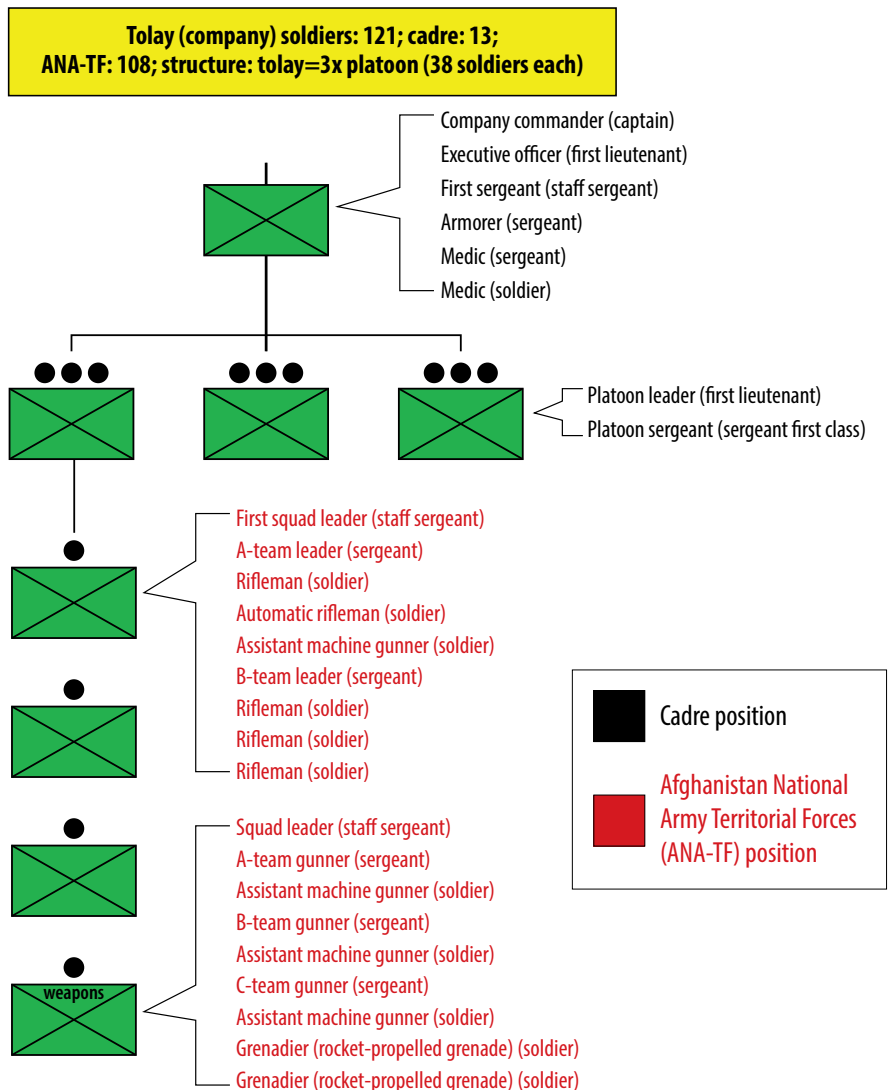 Tolay (company) soldiers: 121; cadre: 13;
ANA-TF: 108; structure: tolay=3x platoon (38 soldiers each)
Company commander (captain)
Executive officer (first lieutenant)
First sergeant (staff sergeant)
Armorer (sergeant)
Medic (sergeant)
Medic (soldier)
Platoon leader (first lieutenant)
Platoon sergeant (sergeant first class)
First squad leader (staff sergeant)
A-team leader (sergeant)
Rifleman (soldier)
Automatic rifleman (soldier)
Assistant machine gunner (soldier)
B-team leader (sergeant)
Rifleman (soldier)
Rifleman (soldier)
Rifleman (soldier)
Squad leader (staff sergeant)
A-team gunner (sergeant)
Assistant machine gunner (soldier)
B-team gunner (sergeant)
Assistant machine gunner (soldier)
C-team gunner (sergeant)
Assistant machine gunner (soldier)
Grenadier (rocket-propelled grenade) (soldier)
Grenadier (rocket-propelled grenade) (soldier)
weapons
Cadre position
Afghanistan National
Army Territorial Forces
(ANA-TF) position